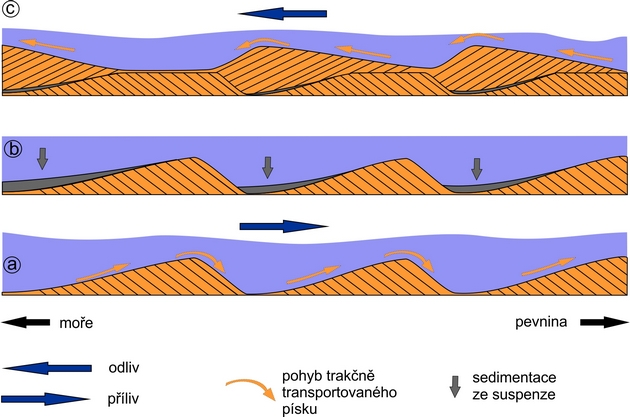 c
b
a
moře
pevnina
odliv
příliv
pohyb trakčně
transportovaného
písku
sedimentace
ze suspenze